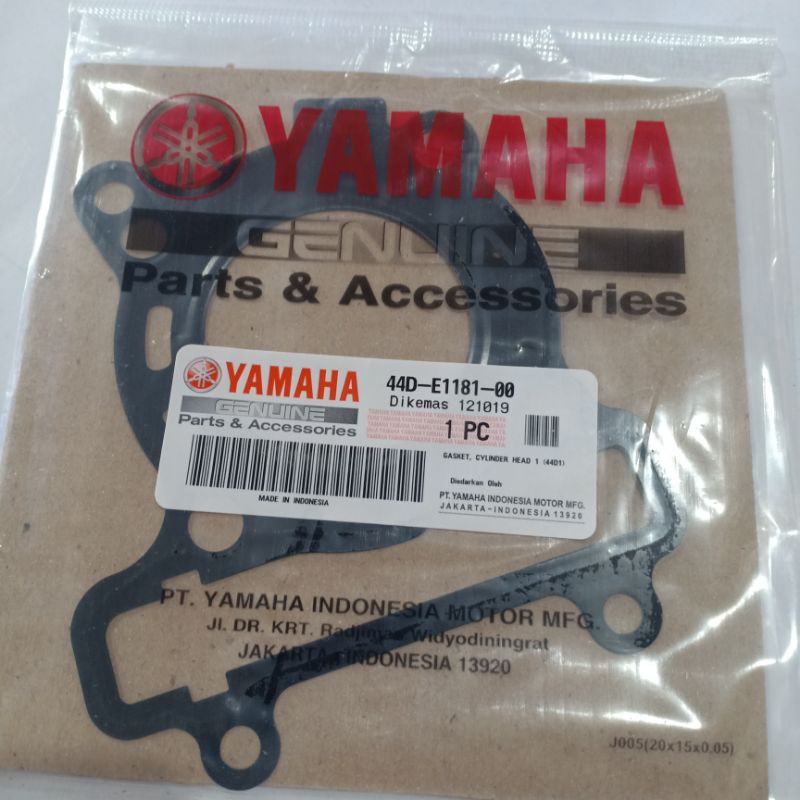 YAMAHA
GENUINE
Parts & Accessories
YAMAHA
GENUINE
Parts & Accessories
MADE IN INDONESIA
44D-E1181-00
Dikemas 121019
1 PC
GASKET, CYLINDER HEAD 1 (44D1)
Diedarkan Oleh
PT. YAMAHA INDONESIA MOTOR MFG.
JAKARTA-INDONESIA 13920
PT. YAMAHA INDONESIA MOTOR MFG.
Jl. DR. KRT. Radjiman Widyodiningrat
JAKARTA - INDONESIA 13920
J005(20x15x0.05)